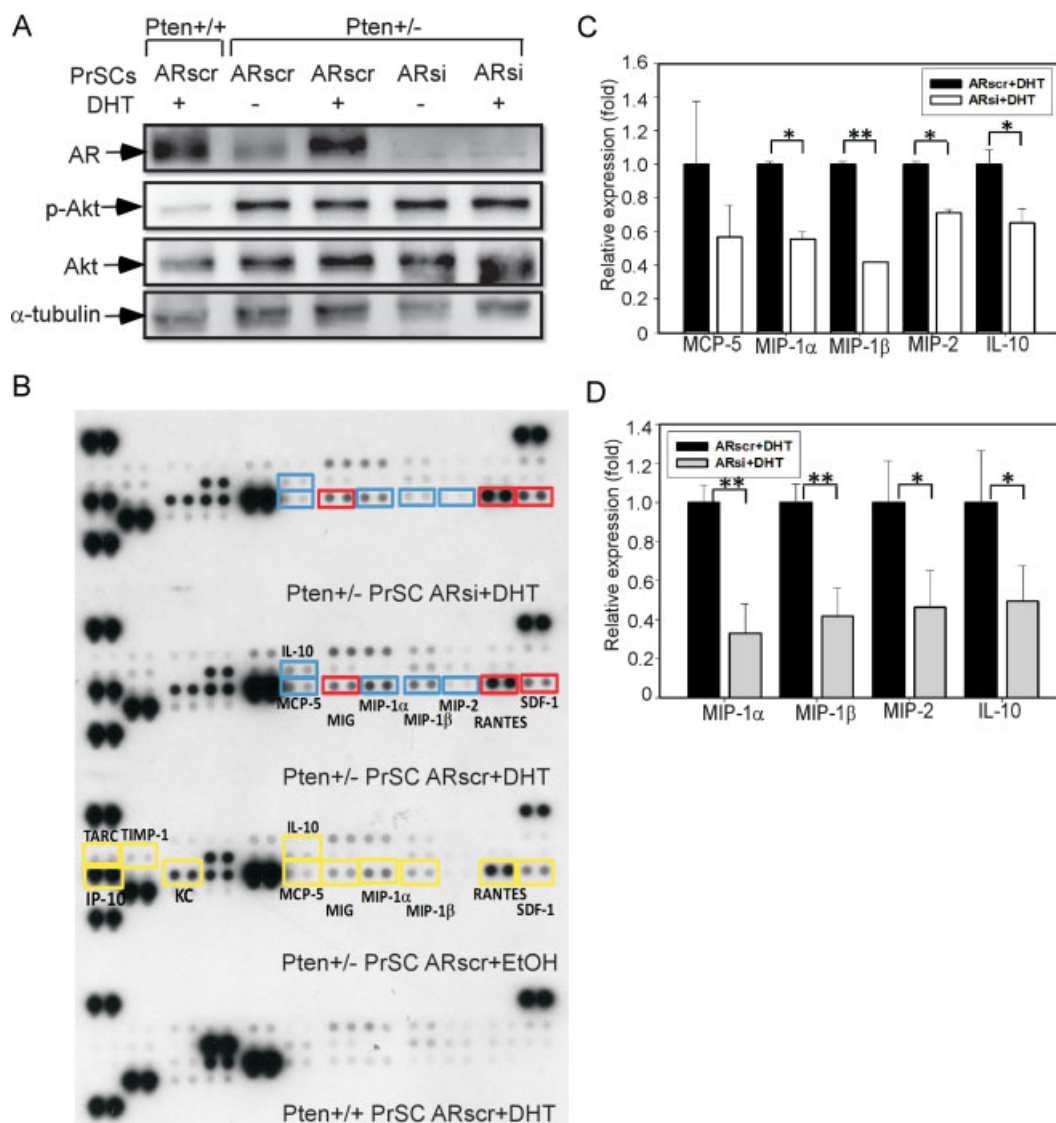 A
Pten+/+ Pten+/-
PrSCs ARscr ARscr ARscr ARsi ARsi
DHT + - + - +
AR
p-Akt
Akt
α-tubulin
B
IL-10
MCP-5 MIG MIP-1α MIP-1β MIP-2 RANTES SDF-1
Pten+/- PrSC ARsi+DHT
Pten+/- PrSC ARscr+DHT
TARC TIMP-1 IL-10
IP-10 KC MCP-5 MIG MIP-1α MIP-1β RANTES SDF-1
Pten+/- PrSC ARscr+EtOH
Pten+/+ PrSC ARscr+DHT
C
Relative expression (fold)
1.6
1.4
1.2
1.0
0.8
0.6
0.4
0.2
0
ARscr+DHT
ARsi+DHT
* ** * *
MCP-5 MIP-1α MIP-1β MIP-2 IL-10
D
Relative expression (fold)
1.4
1.2
1.0
0.8
0.6
0.4
0.2
0
ARscr+DHT
ARsi+DHT
** ** * *
MIP-1α MIP-1β MIP-2 IL-10